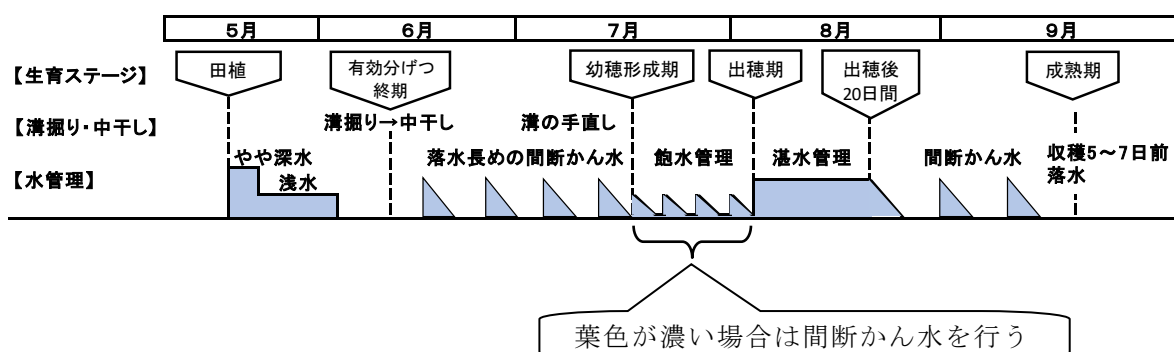 5月 6月 7月 8月 9月
【生育ステージ】
田植
有効分げつ
終期
幼穂形成期
出穂期
出穂後
20日間
成熟期
【溝掘り・中干し】
溝掘り→中干し
溝の手直し
【水管理】
やや深水
浅水
落水長めの間断かん水
飽水管理
湛水管理
間断かん水
収穫5～7日前
落水
葉色が濃い場合は間断かん水を行う